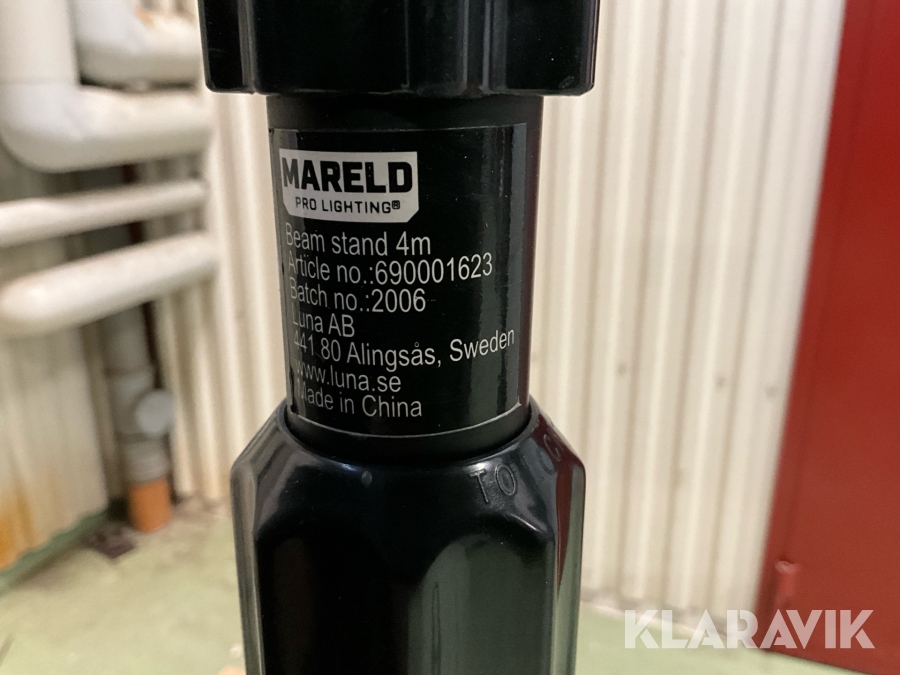 MARELD
PRO LIGHTING®
Beam stand 4m
Article no.:690001623
Batch no.:2006
Luna AB
441 80 Alingsås, Sweden
www.luna.se
Made in China
TO
KLARAVIK